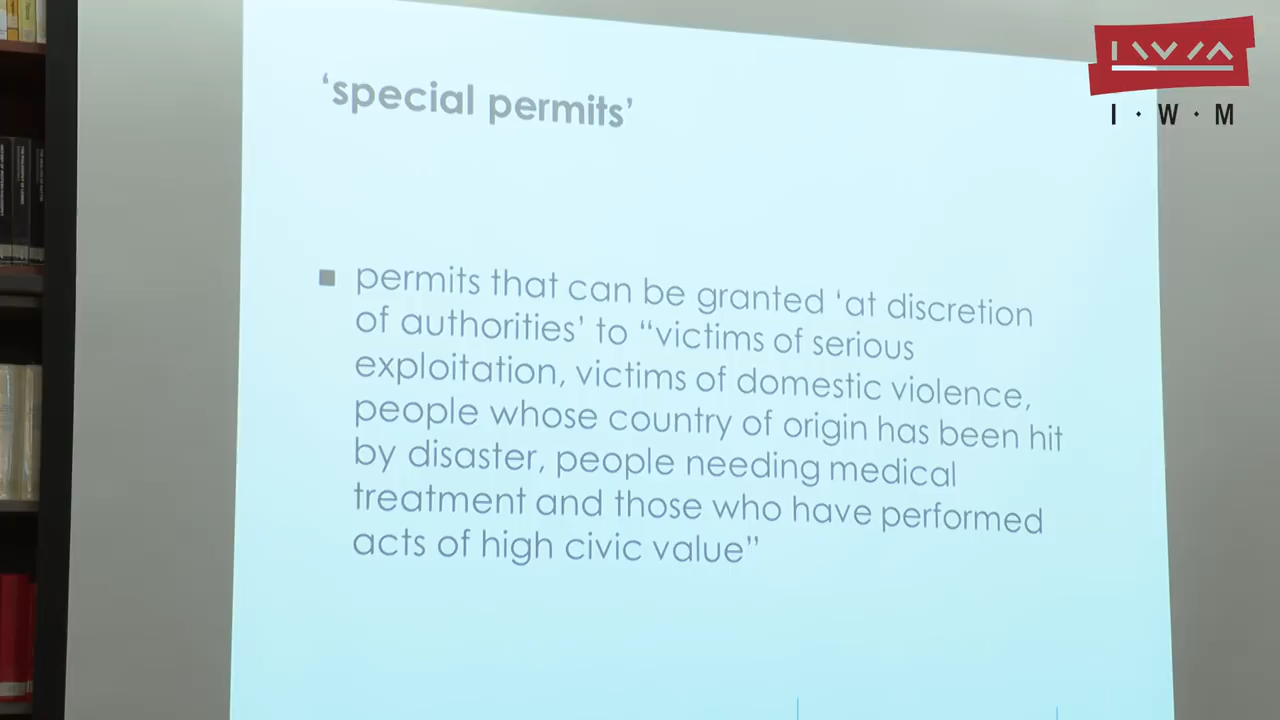 ‘special permits’
I · W · M
permits that can be granted ‘at discretion
of authorities’ to “victims of serious
exploitation, victims of domestic violence,
people whose country of origin has been hit
by disaster, people needing medical
treatment and those who have performed
acts of high civic value”